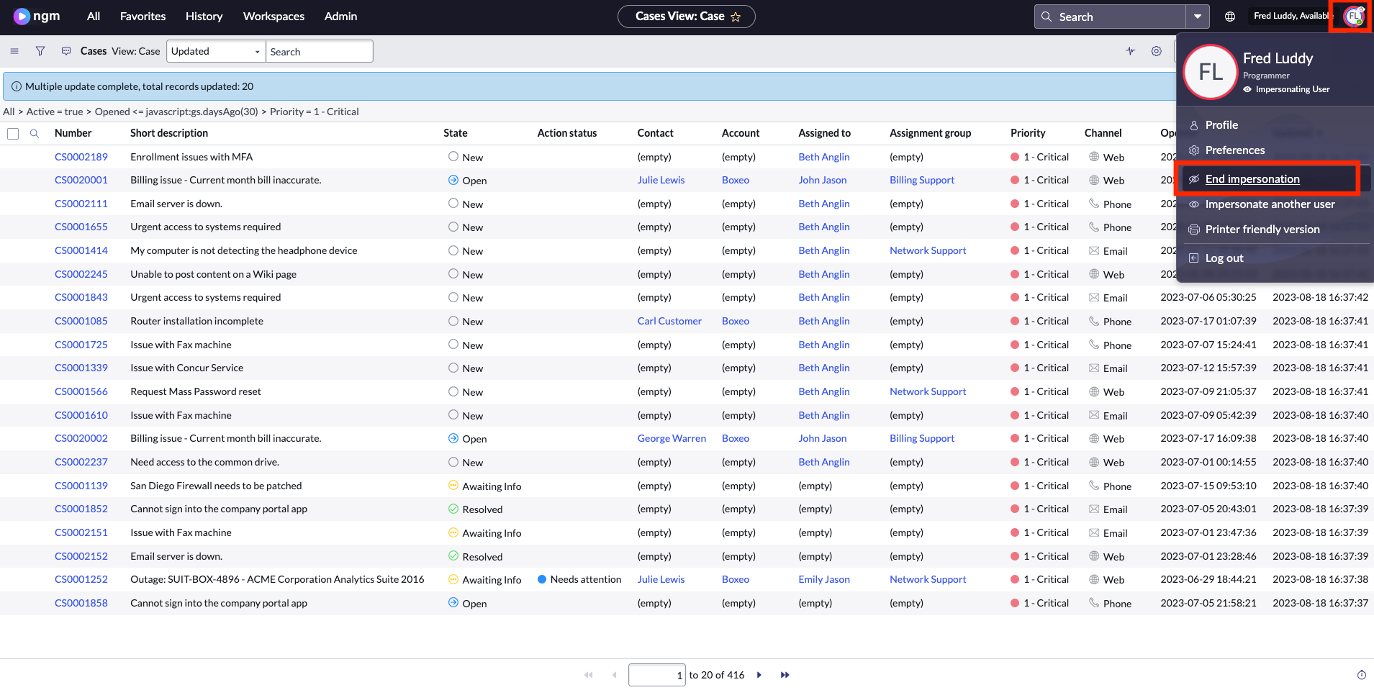 ngm All Favorites History Workspaces Admin Cases View: Case Search Fred Luddy, Available FL
Cases View: Case Updated Search
FL Fred Luddy
Programmer
Impersonating User
Multiple update complete, total records updated: 20
All > Active = true > Opened <= javascript:gs.daysAgo(30) > Priority = 1 - Critical
Profile
Preferences
End impersonation
Impersonate another user
Printer friendly version
Log out
Number Short description State Action status Contact Account Assigned to Assignment group Priority Channel
CS0002189 Enrollment issues with MFA New (empty) (empty) Beth Anglin (empty) 1 - Critical Web
CS0020001 Billing issue - Current month bill inaccurate. Open Julie Lewis Boxeo John Jason Billing Support 1 - Critical Web
CS0002111 Email server is down. New (empty) (empty) Beth Anglin (empty) 1 - Critical Phone
CS0001655 Urgent access to systems required New (empty) (empty) Beth Anglin (empty) 1 - Critical Phone
CS0001414 My computer is not detecting the headphone device New (empty) (empty) Beth Anglin Network Support 1 - Critical Email
CS0002245 Unable to post content on a Wiki page New (empty) (empty) Beth Anglin (empty) 1 - Critical Web
CS0001843 Urgent access to systems required New (empty) (empty) Beth Anglin (empty) 1 - Critical Email 2023-07-06 05:30:25 2023-08-18 16:37:42
CS0001085 Router installation incomplete New Carl Customer Boxeo Beth Anglin (empty) 1 - Critical Phone 2023-07-17 01:07:39 2023-08-18 16:37:41
CS0001725 Issue with Fax machine New (empty) (empty) Beth Anglin (empty) 1 - Critical Phone 2023-07-07 15:24:41 2023-08-18 16:37:41
CS0001339 Issue with Concur Service New (empty) (empty) Beth Anglin (empty) 1 - Critical Email 2023-07-12 15:57:39 2023-08-18 16:37:41
CS0001566 Request Mass Password reset New (empty) (empty) Beth Anglin Network Support 1 - Critical Web 2023-07-09 21:05:37 2023-08-18 16:37:41
CS0001610 Issue with Fax machine New (empty) (empty) Beth Anglin (empty) 1 - Critical Email 2023-07-09 05:42:39 2023-08-18 16:37:40
CS0020002 Billing issue - Current month bill inaccurate. Open George Warren Boxeo John Jason Billing Support 1 - Critical Web 2023-07-17 16:09:38 2023-08-18 16:37:40
CS0002237 Need access to the common drive. New (empty) (empty) Beth Anglin (empty) 1 - Critical Web 2023-07-01 00:14:55 2023-08-18 16:37:40
CS0001139 San Diego Firewall needs to be patched Awaiting Info (empty) (empty) (empty) (empty) 1 - Critical Phone 2023-07-15 09:53:10 2023-08-18 16:37:40
CS0001852 Cannot sign into the company portal app Resolved (empty) (empty) (empty) (empty) 1 - Critical Email 2023-07-05 20:43:01 2023-08-18 16:37:39
CS0002151 Issue with Fax machine Awaiting Info (empty) (empty) (empty) (empty) 1 - Critical Email 2023-07-01 23:47:36 2023-08-18 16:37:39
CS0002152 Email server is down. Resolved (empty) (empty) (empty) (empty) 1 - Critical Web 2023-07-01 23:28:46 2023-08-18 16:37:39
CS0001252 Outage: SUIT-BOX-4896 - ACME Corporation Analytics Suite 2016 Awaiting Info Needs attention Julie Lewis Boxeo Emily Jason Network Support 1 - Critical Web 2023-06-29 18:44:21 2023-08-18 16:37:38
CS0001858 Cannot sign into the company portal app Open (empty) (empty) (empty) (empty) 1 - Critical Phone 2023-07-05 21:58:21 2023-08-18 16:37:37
1 to 20 of 416